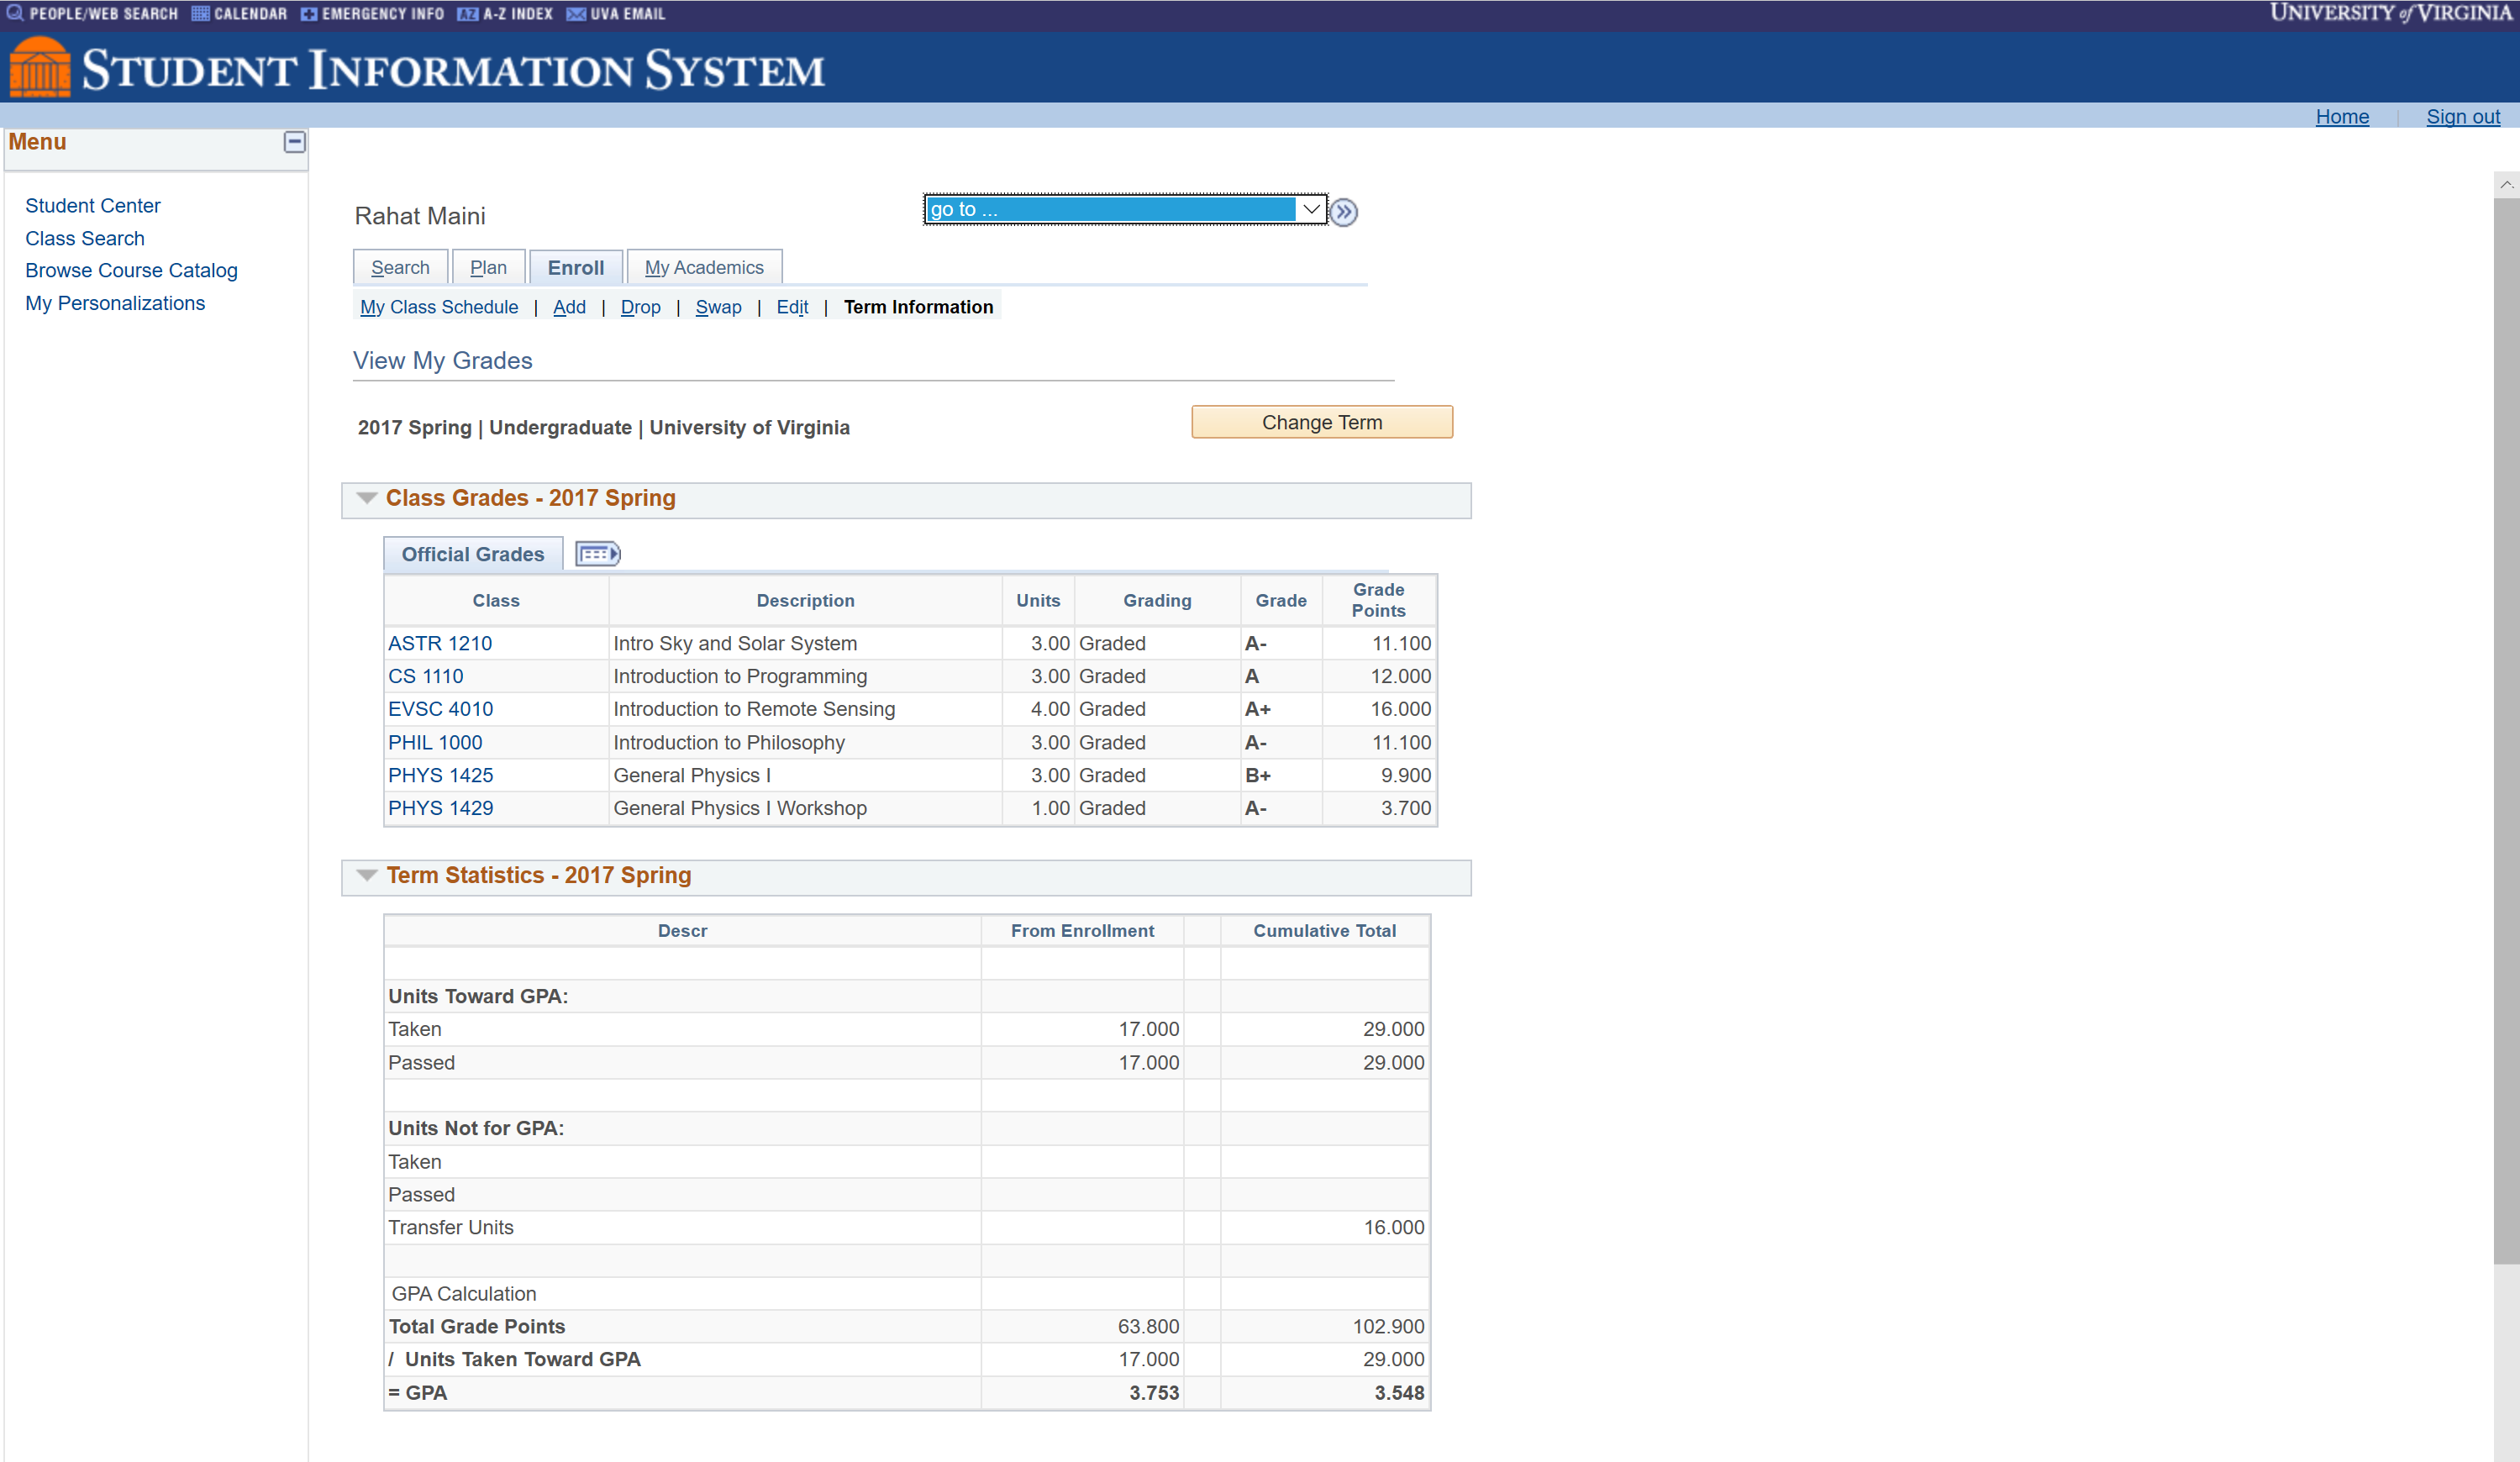 PEOPLE/WEB SEARCH CALENDAR EMERGENCY INFO AZ A-Z INDEX UVA EMAIL UNIVERSITY of VIRGINIA
STUDENT INFORMATION SYSTEM
Home Sign out
Menu
Student Center
Class Search
Browse Course Catalog
My Personalizations
Rahat Maini go to ...
Search Plan Enroll My Academics
My Class Schedule | Add | Drop | Swap | Edit | Term Information
View My Grades
2017 Spring | Undergraduate | University of Virginia Change Term
Class Grades - 2017 Spring
Official Grades
Class Description Units Grading Grade Grade Points
ASTR 1210 Intro Sky and Solar System 3.00 Graded A- 11.100
CS 1110 Introduction to Programming 3.00 Graded A 12.000
EVSC 4010 Introduction to Remote Sensing 4.00 Graded A+ 16.000
PHIL 1000 Introduction to Philosophy 3.00 Graded A- 11.100
PHYS 1425 General Physics I 3.00 Graded B+ 9.900
PHYS 1429 General Physics I Workshop 1.00 Graded A- 3.700
Term Statistics - 2017 Spring
Descr From Enrollment Cumulative Total
Units Toward GPA:
Taken 17.000 29.000
Passed 17.000 29.000
Units Not for GPA:
Taken
Passed
Transfer Units 16.000
GPA Calculation
Total Grade Points 63.800 102.900
/ Units Taken Toward GPA 17.000 29.000
= GPA 3.753 3.548